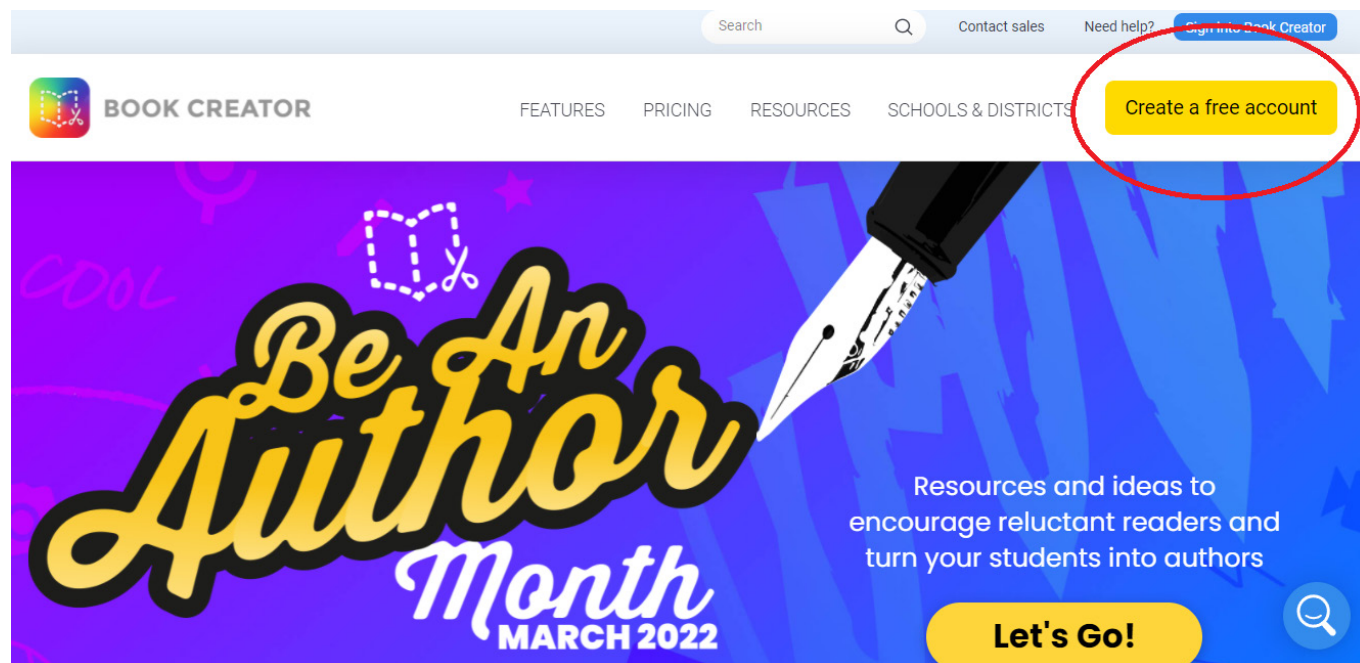 Search
Contact sales
Need help?
Sign into Book Creator
BOOK CREATOR
FEATURES
PRICING
RESOURCES
SCHOOLS & DISTRICTS
Create a free account
COOL
Be An
Author
Month
MARCH 2022
Resources and ideas to
encourage reluctant readers and
turn your students into authors
Let's Go!